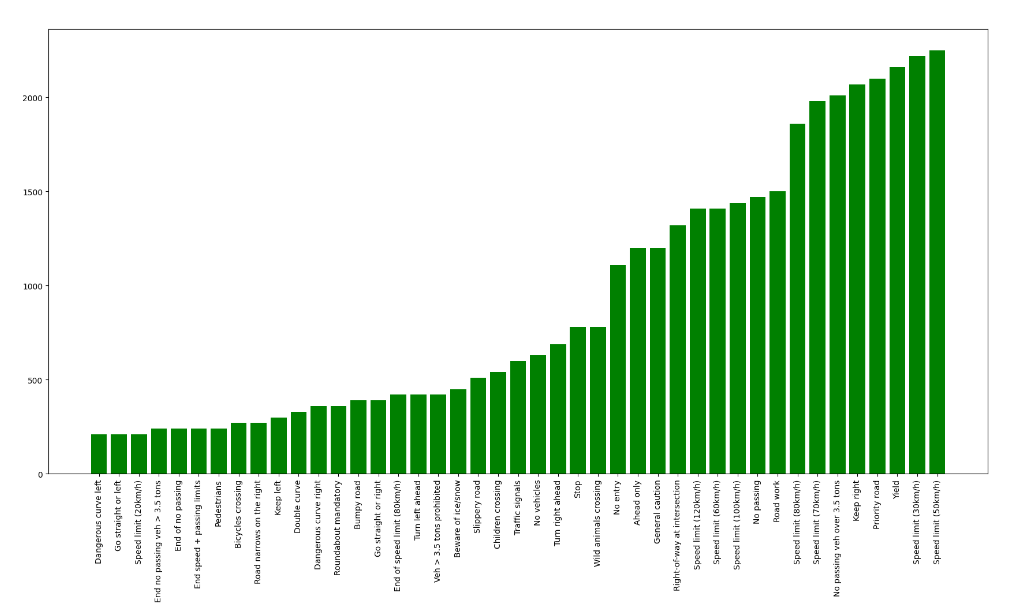 2000
1500
1000
500
0
Dangerous curve left
Go straight or left
Speed limit (20km/h)
End no passing veh > 3.5 tons
End of no passing
End speed + passing limits
Pedestrians
Bicycles crossing
Road narrows on the right
Keep left
Double curve
Dangerous curve right
Roundabout mandatory
Bumpy road
Go straight or right
End of speed limit (80km/h)
Turn left ahead
Veh > 3.5 tons prohibited
Beware of ice/snow
Slippery road
Children crossing
Traffic signals
No vehicles
Turn right ahead
Stop
Wild animals crossing
No entry
Ahead only
General caution
Right-of-way at intersection
Speed limit (120km/h)
Speed limit (60km/h)
Speed limit (100km/h)
No passing
Road work
Speed limit (80km/h)
Speed limit (70km/h)
No passing veh over 3.5 tons
Keep right
Priority road
Yield
Speed limit (30km/h)
Speed limit (50km/h)